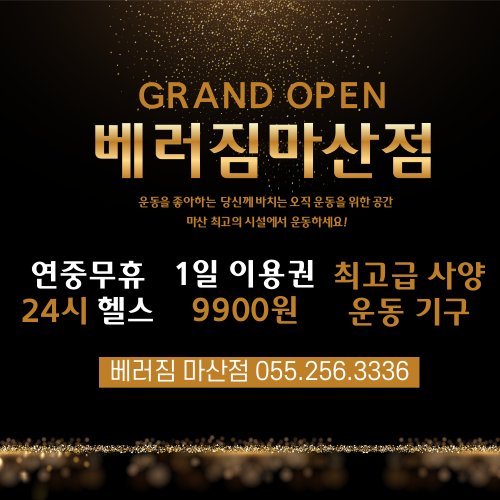 GRAND OPEN
베러짐마산점
운동을 좋아하는 당신께 바치는 오직 운동을 위한 공간
마산 최고의 시설에서 운동하세요!
연중무휴
24시 헬스
1일 이용권
9900원
최고급 사양
운동 기구
베러짐 마산점 055.256.3336